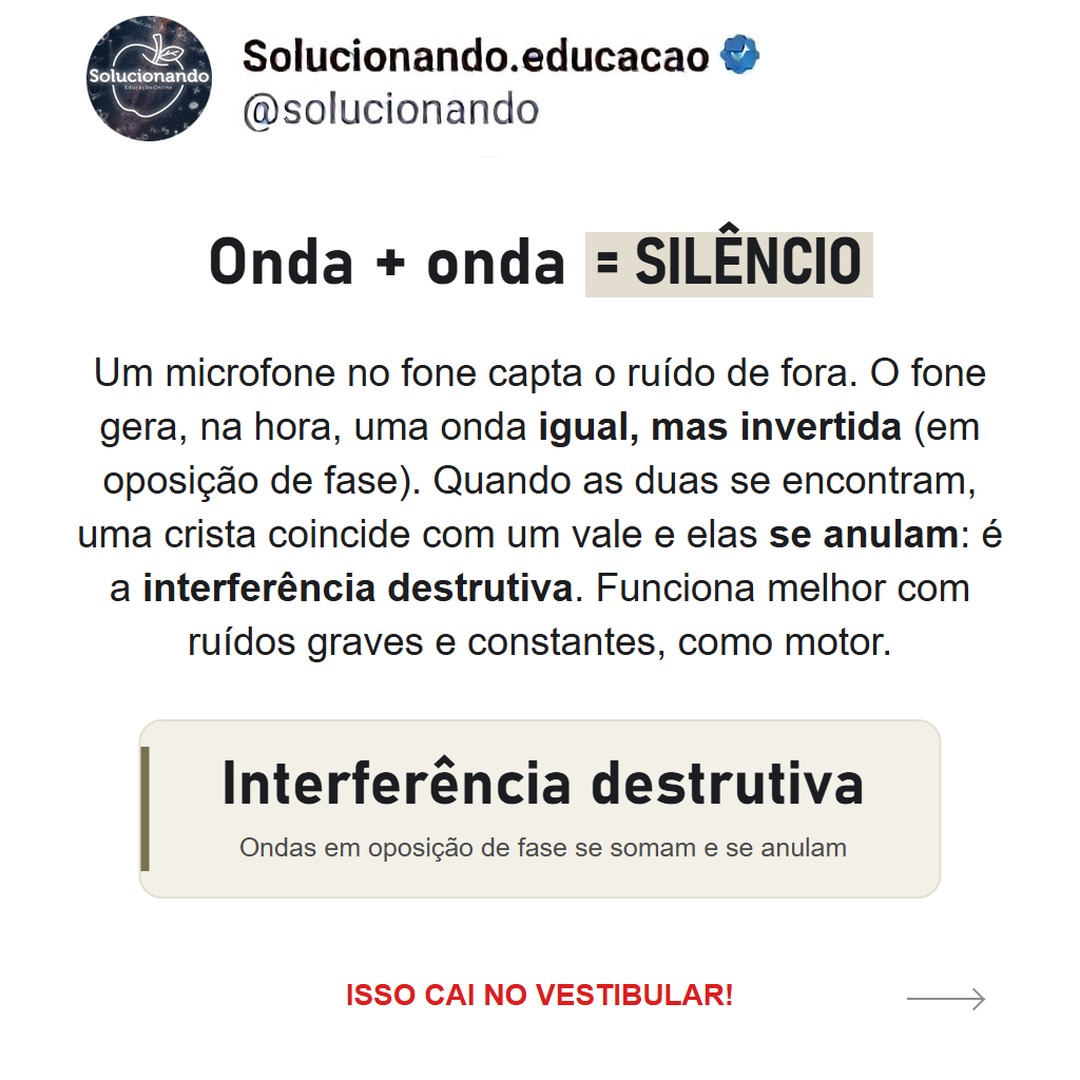 Solucionando
Educação Online
Solucionando.educacao
@solucionando
Onda + onda = SILÊNCIO
Um microfone no fone capta o ruído de fora. O fone
gera, na hora, uma onda igual, mas invertida (em
oposição de fase). Quando as duas se encontram,
uma crista coincide com um vale e elas se anulam: é
a interferência destrutiva. Funciona melhor com
ruídos graves e constantes, como motor.
Interferência destrutiva
Ondas em oposição de fase se somam e se anulam
ISSO CAI NO VESTIBULAR!